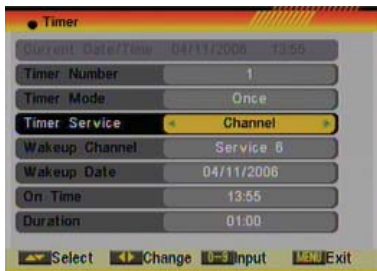 Timer
Current Date/Time 04/11/2006 13:56
Timer Number 1
Timer Mode Once
Timer Service Channel
Wakeup Channel Service 6
Wakeup Date 04/11/2006
On Time 13:55
Duration 01:00
Select Change 0-9 Input MENU Exit